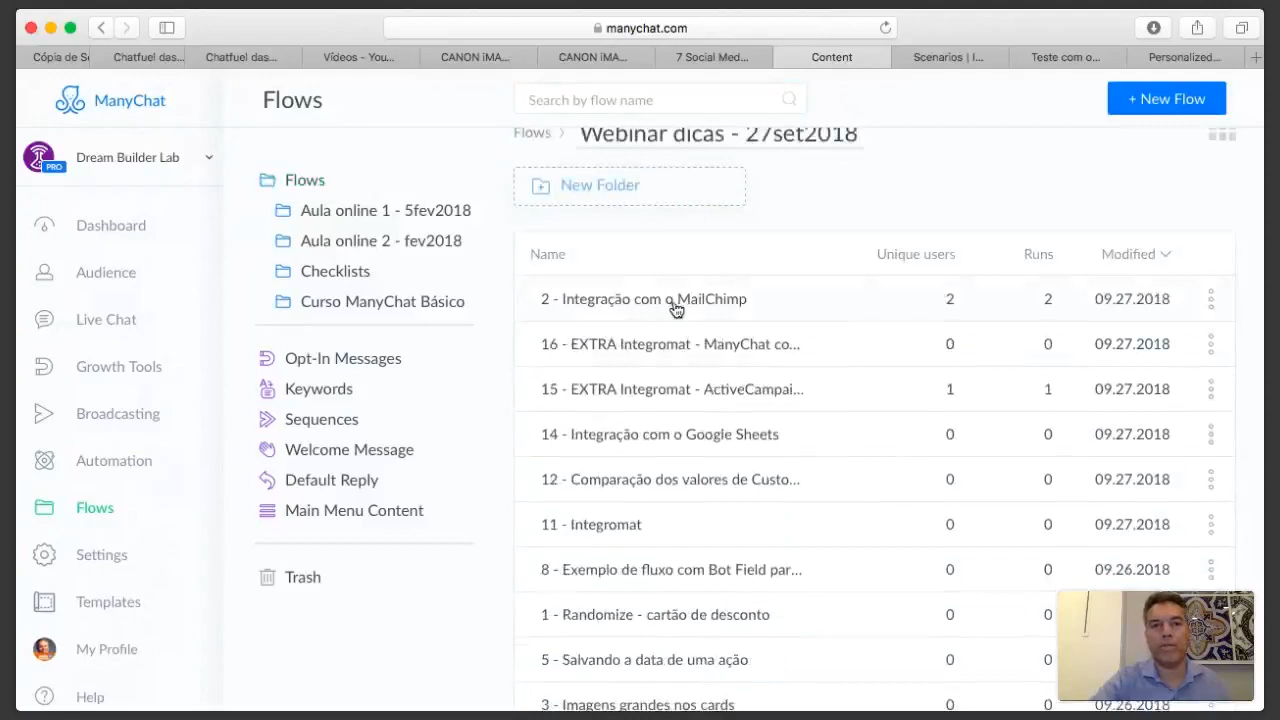 manychat.com
Cópia de Se
Chatfuel das...
Chatfuel das...
Vídeos - You...
CANON iMA...
CANON iMA...
7 Social Med...
Content
Scenarios | I...
Teste com o...
Personalized...
ManyChat
Flows
Search by flow name
+ New Flow
Dream Builder Lab
PRO
Flows
Webinar dicas - 27set2018
New Folder
Dashboard
Audience
Live Chat
Growth Tools
Broadcasting
Automation
Flows
Settings
Templates
My Profile
Help
Flows
Aula online 1 - 5fev2018
Aula online 2 - fev2018
Checklists
Curso ManyChat Básico
Opt-In Messages
Keywords
Sequences
Welcome Message
Default Reply
Main Menu Content
Trash
Name Unique users Runs Modified
2 - Integração com o MailChimp 2 2 09.27.2018
16 - EXTRA Integromat - ManyChat co... 0 0 09.27.2018
15 - EXTRA Integromat - ActiveCampai... 1 1 09.27.2018
14 - Integração com o Google Sheets 0 0 09.27.2018
12 - Comparação dos valores de Custo... 0 0 09.27.2018
11 - Integromat 0 0 09.27.2018
8 - Exemplo de fluxo com Bot Field par... 0 0 09.26.2018
1 - Randomize - cartão de desconto 0 0
5 - Salvando a data de uma ação 0 0
3 - Imagens grandes nos cards 0 0 09.26.2018